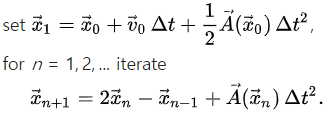 set x⃗₁ = x⃗₀ + v⃗₀ Δt + ½ A⃗(x⃗₀) Δt²,
for n = 1, 2, … iterate
x⃗ₙ₊₁ = 2x⃗ₙ − x⃗ₙ₋₁ + A⃗(x⃗ₙ) Δt².